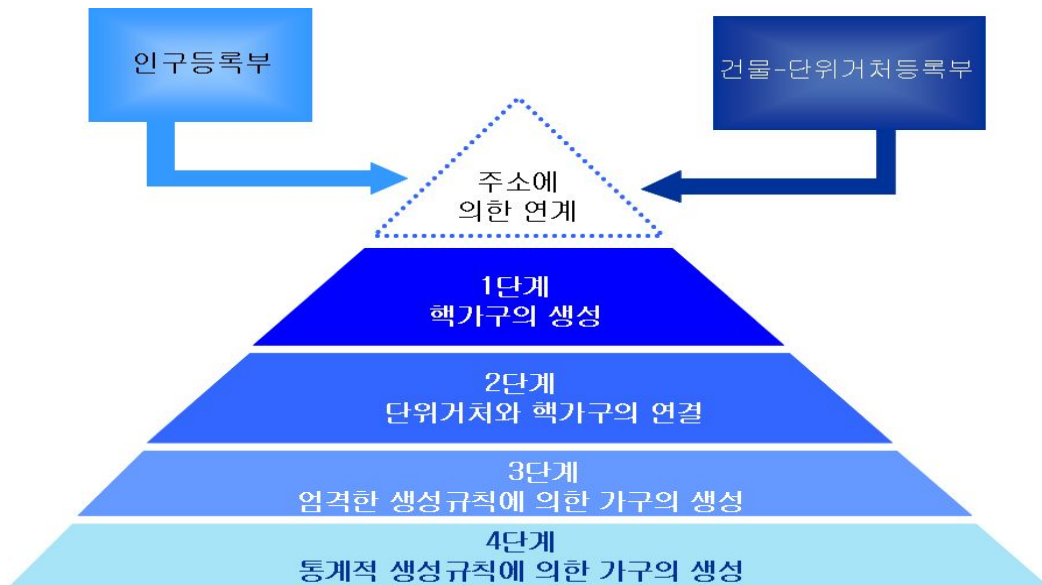 인구등록부
건물-단위거처등록부
주소에
의한 연계
1단계
핵가구의 생성
2단계
단위거처와 핵가구의 연결
3단계
엄격한 생성규칙에 의한 가구의 생성
4단계
통계적 생성규칙에 의한 가구의 생성